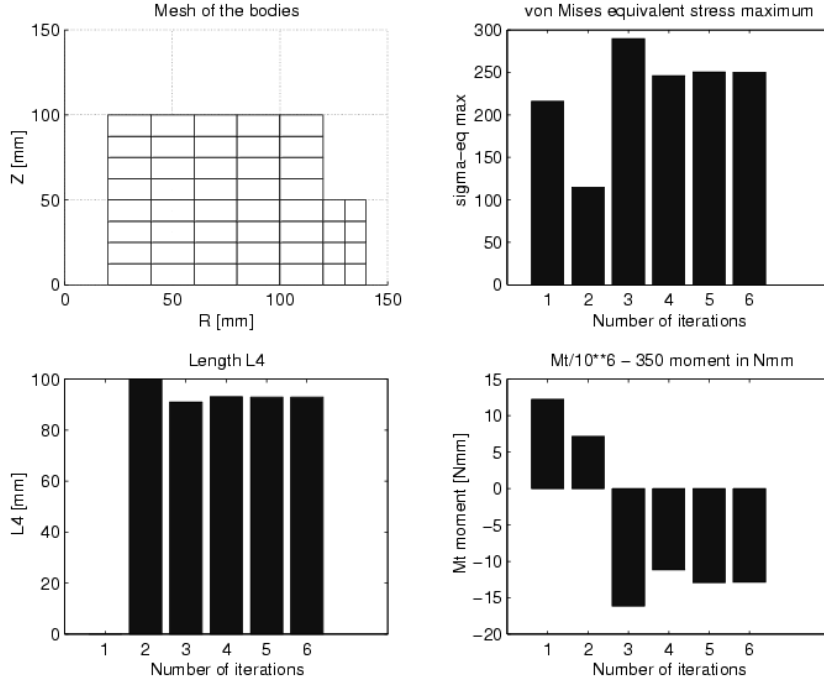 Mesh of the bodies
150
100
50
0
Z [mm]
0 50 100 150
R [mm]
von Mises equivalent stress maximum
300
250
200
150
100
50
0
sigma-eq max
1 2 3 4 5 6
Number of iterations
Length L4
100
80
60
40
20
0
L4 [mm]
1 2 3 4 5 6
Number of iterations
Mt/10**6 - 350 moment in Nmm
15
10
5
0
-5
-10
-15
-20
Mt moment [Nmm]
1 2 3 4 5 6
Number of iterations